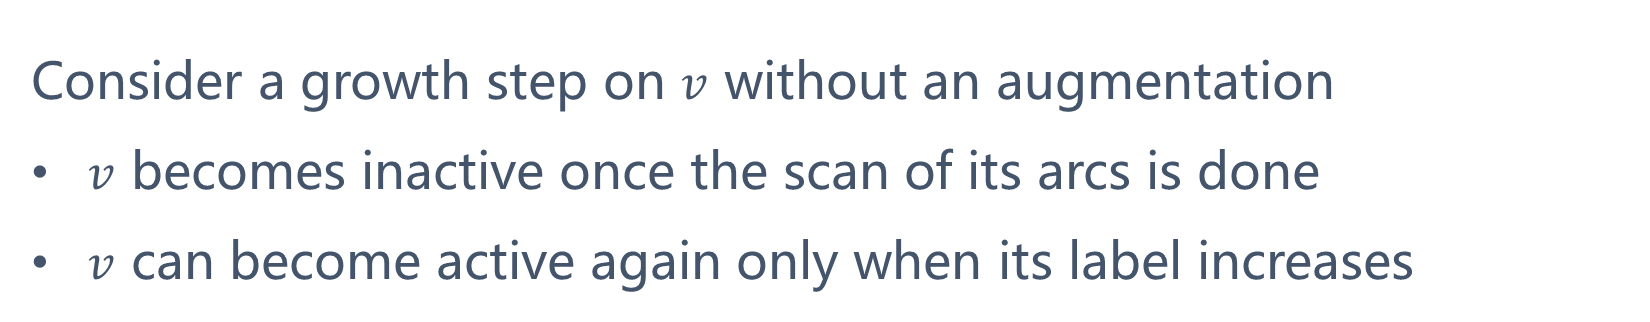 Consider a growth step on 𝑣 without an augmentation
• 𝑣 becomes inactive once the scan of its arcs is done
• 𝑣 can become active again only when its label increases